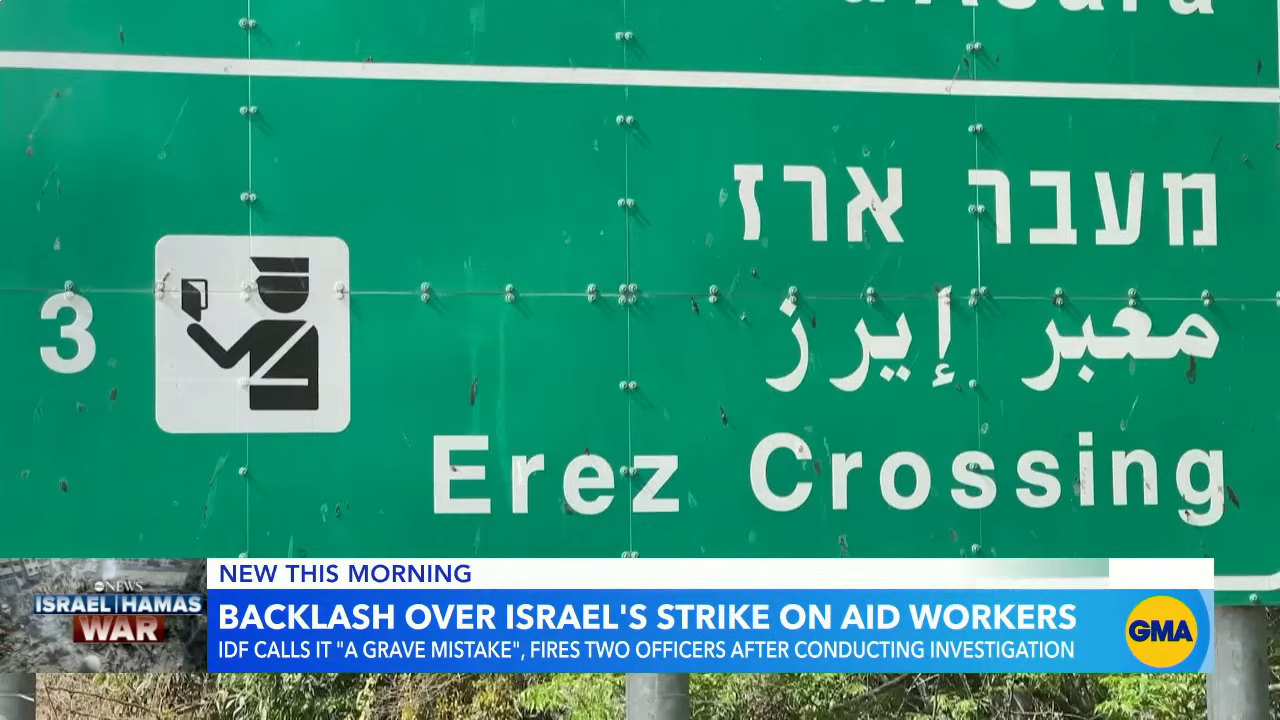 מעבר ארז
3
معبر إيرز
Erez Crossing
abc NEWS
ISRAEL HAMAS
WAR
NEW THIS MORNING
BACKLASH OVER ISRAEL'S STRIKE ON AID WORKERS
IDF CALLS IT "A GRAVE MISTAKE", FIRES TWO OFFICERS AFTER CONDUCTING INVESTIGATION
GMA